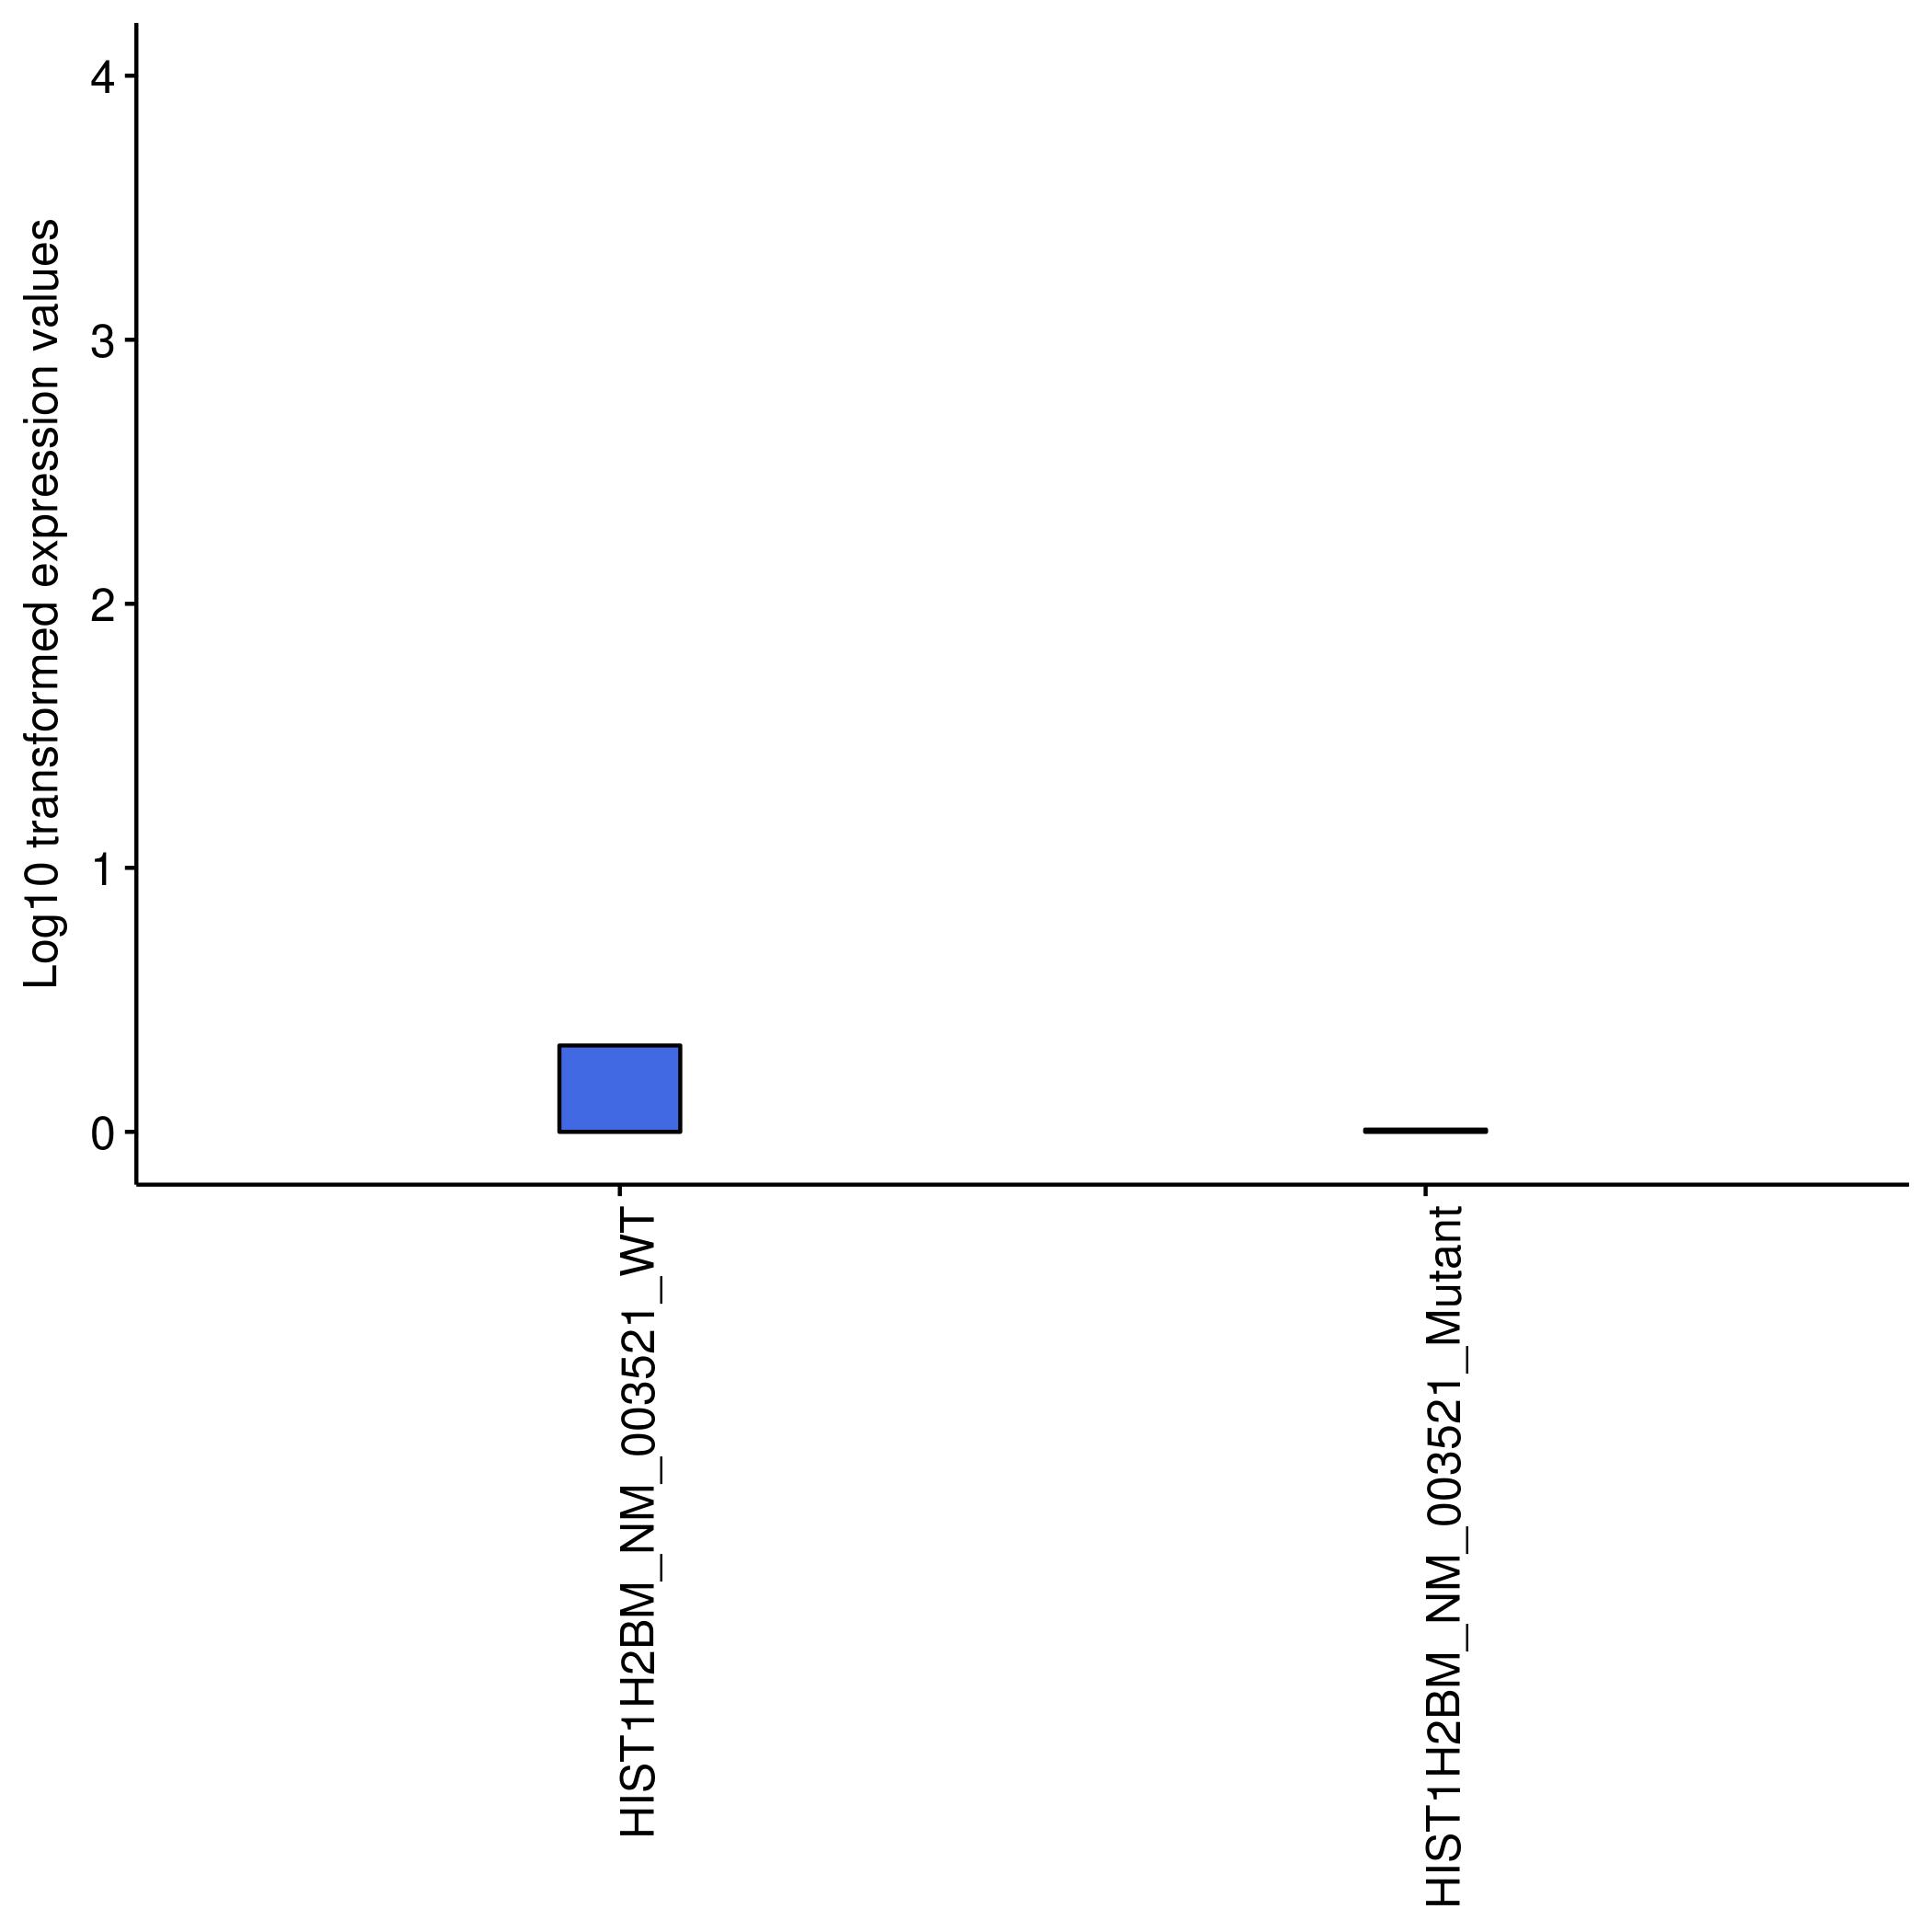 Log10 transformed expression values
4
3
2
1
0
HIST1H2BM_NM_003521_WT
HIST1H2BM_NM_003521_Mutant